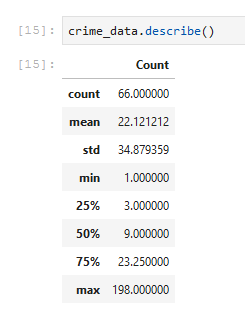 [15]: crime_data.describe()
[15]: Count
count 66.000000
mean 22.121212
std 34.879359
min 1.000000
25% 3.000000
50% 9.000000
75% 23.250000
max 198.000000